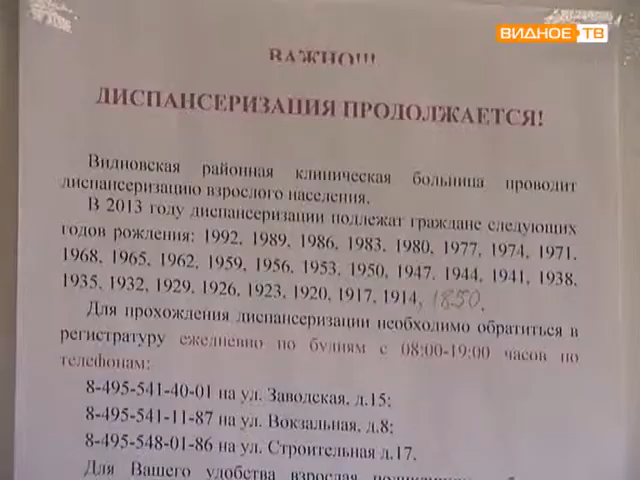 ВИДНОЕ ТВ
ВАЖНО!!!
ДИСПАНСЕРИЗАЦИЯ ПРОДОЛЖАЕТСЯ!
Видновская районная клиническая больница проводит
диспансеризацию взрослого населения.
В 2013 году диспансеризации подлежат граждане следующих
годов рождения: 1992, 1989, 1986, 1983, 1980, 1977, 1974, 1971,
1968, 1965, 1962, 1959, 1956, 1953, 1950, 1947, 1944, 1941, 1938,
1935, 1932, 1929, 1926, 1923, 1920, 1917, 1914, 1850.
Для прохождения диспансеризации необходимо обратиться в
регистратуру ежедневно по будням с 08:00-19:00 часов по
телефонам:
8-495-541-40-01 на ул. Заводская, д.15;
8-495-541-11-87 на ул. Вокзальная, д.8;
8-495-548-01-86 на ул. Строительная д.17.
Для Вашего удобства взрослая